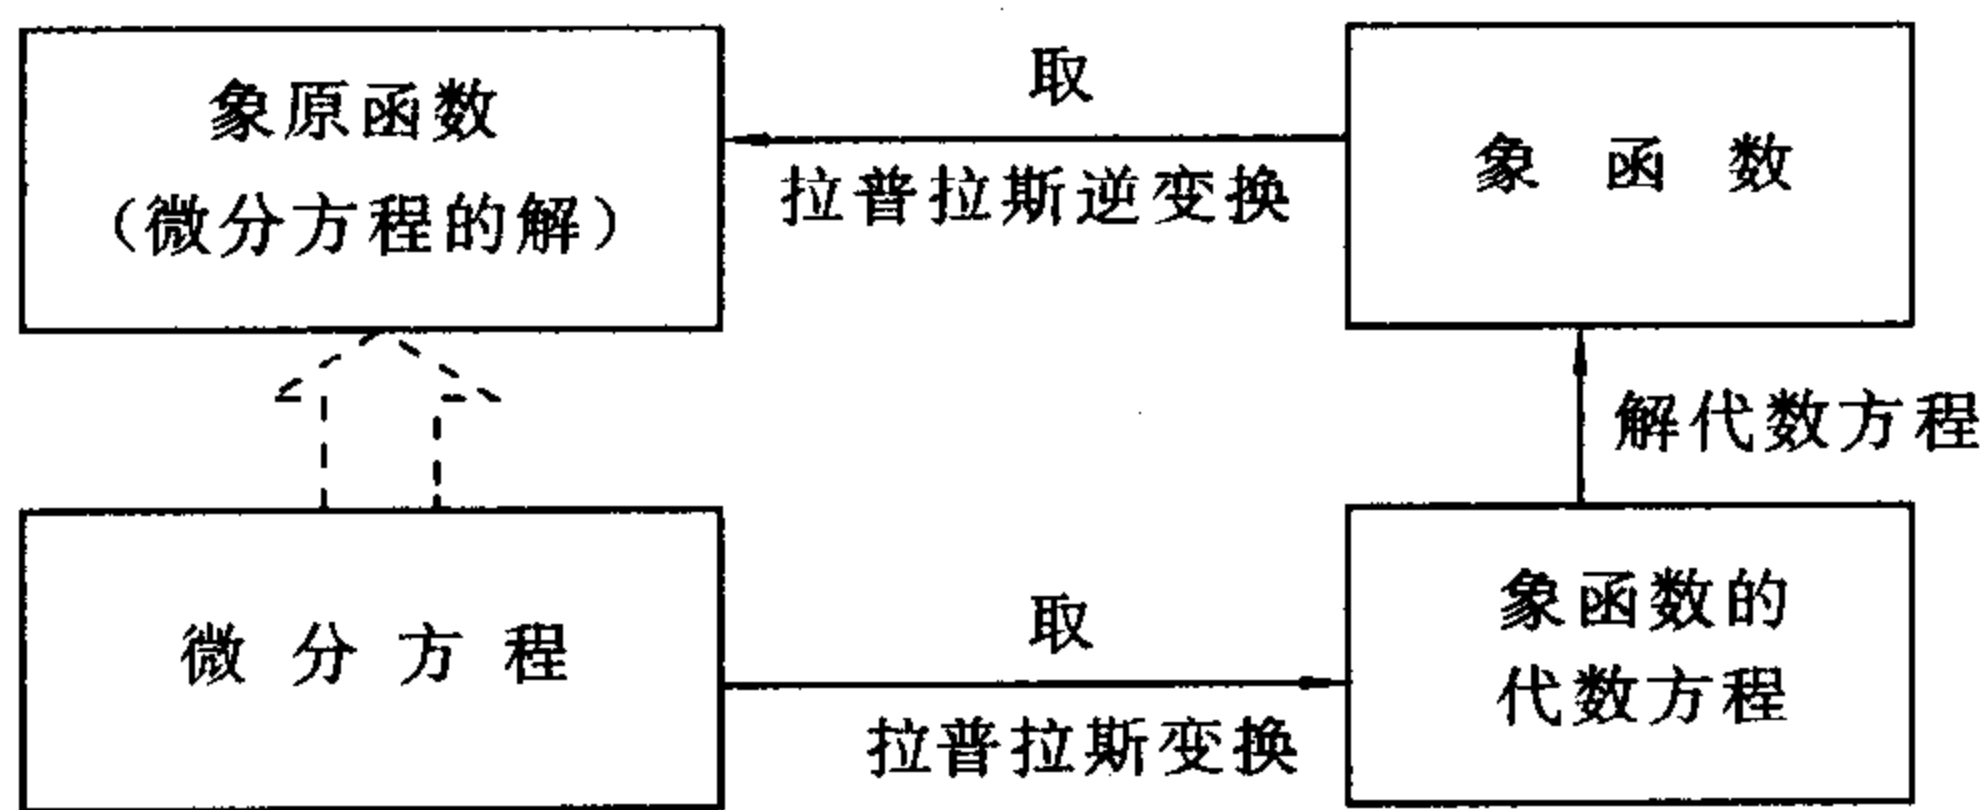 象原函数
(微分方程的解)
取
拉普拉斯逆变换
象函数
解代数方程
微分方程
取
拉普拉斯变换
象函数的
代数方程